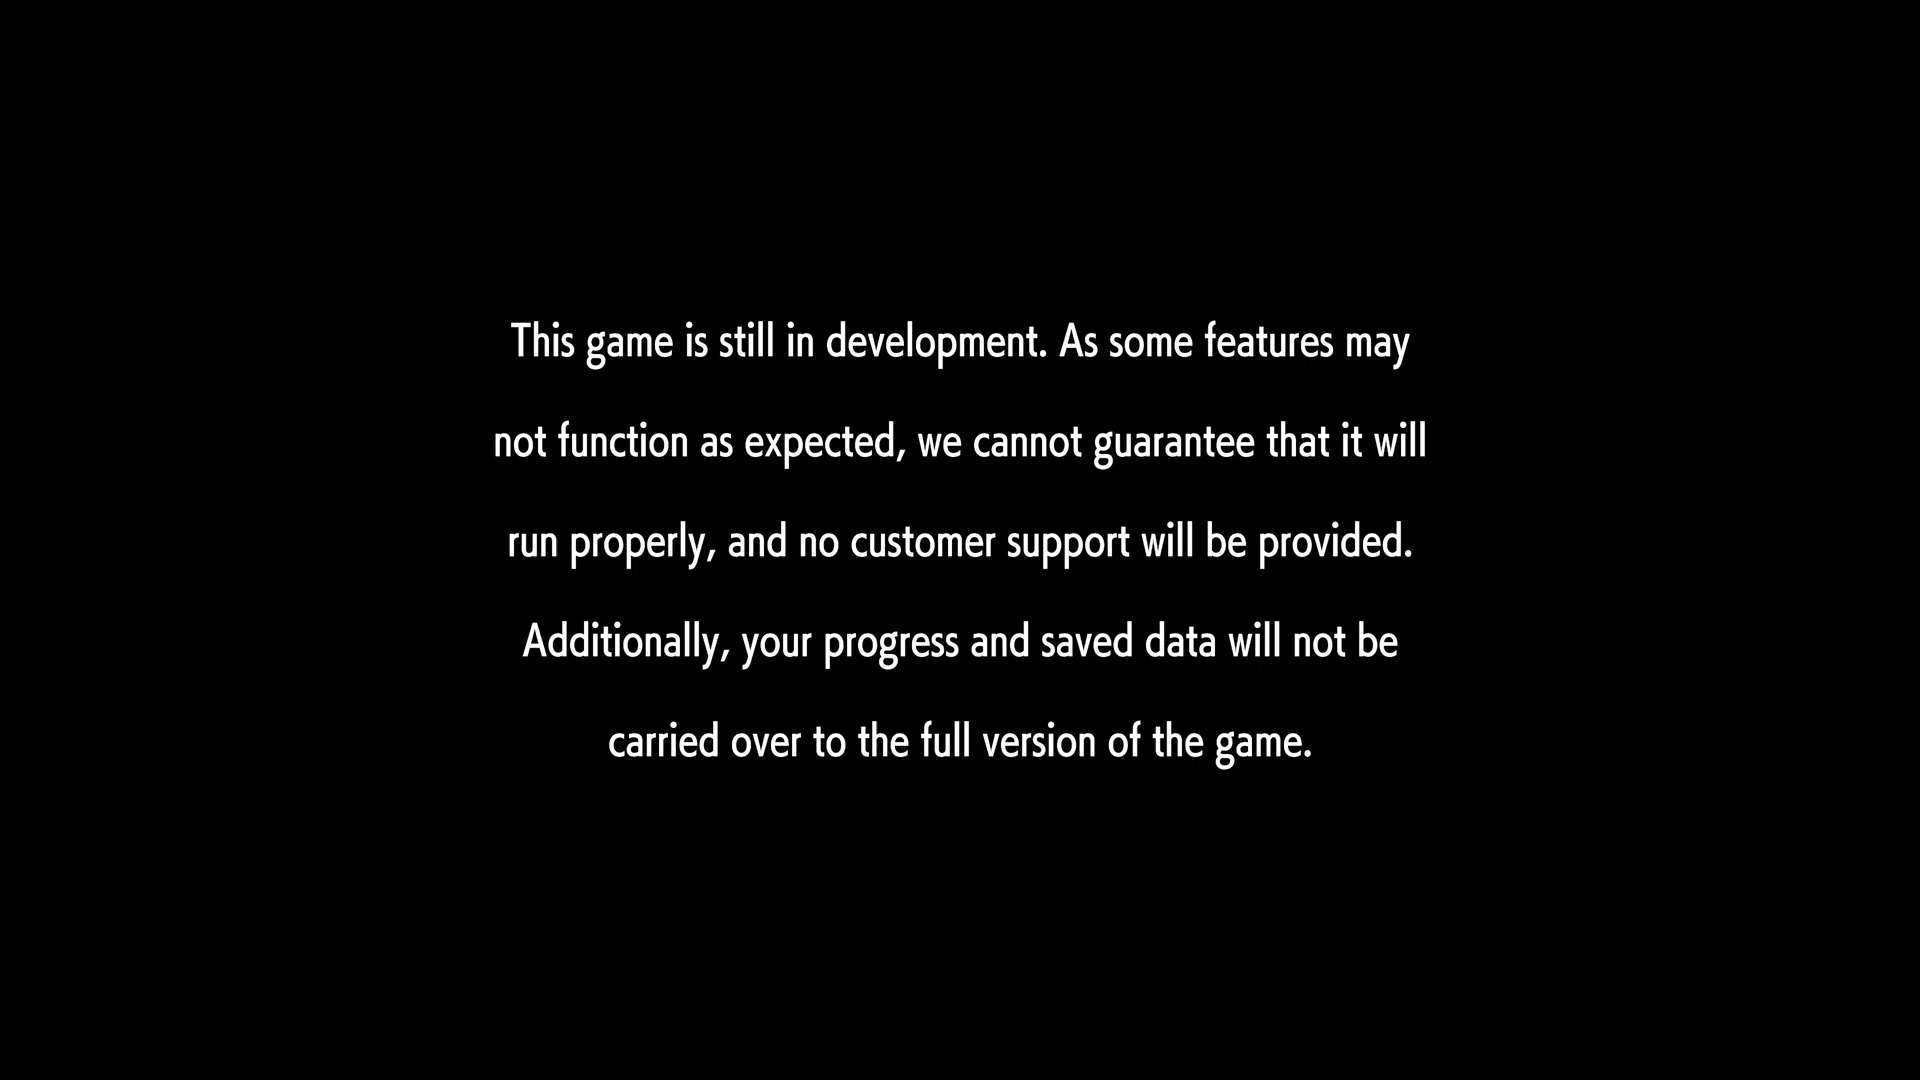 This game is still in development. As some features may
not function as expected, we cannot guarantee that it will
run properly, and no customer support will be provided.
Additionally, your progress and saved data will not be
carried over to the full version of the game.